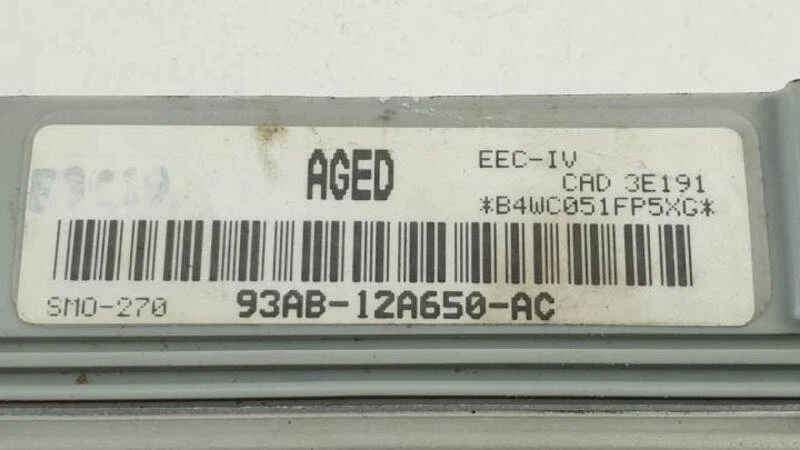 AGED
EEC-IV
CAD 3E191
*B4WC051FP5XG*
SMO-270
93AB-12A650-AC